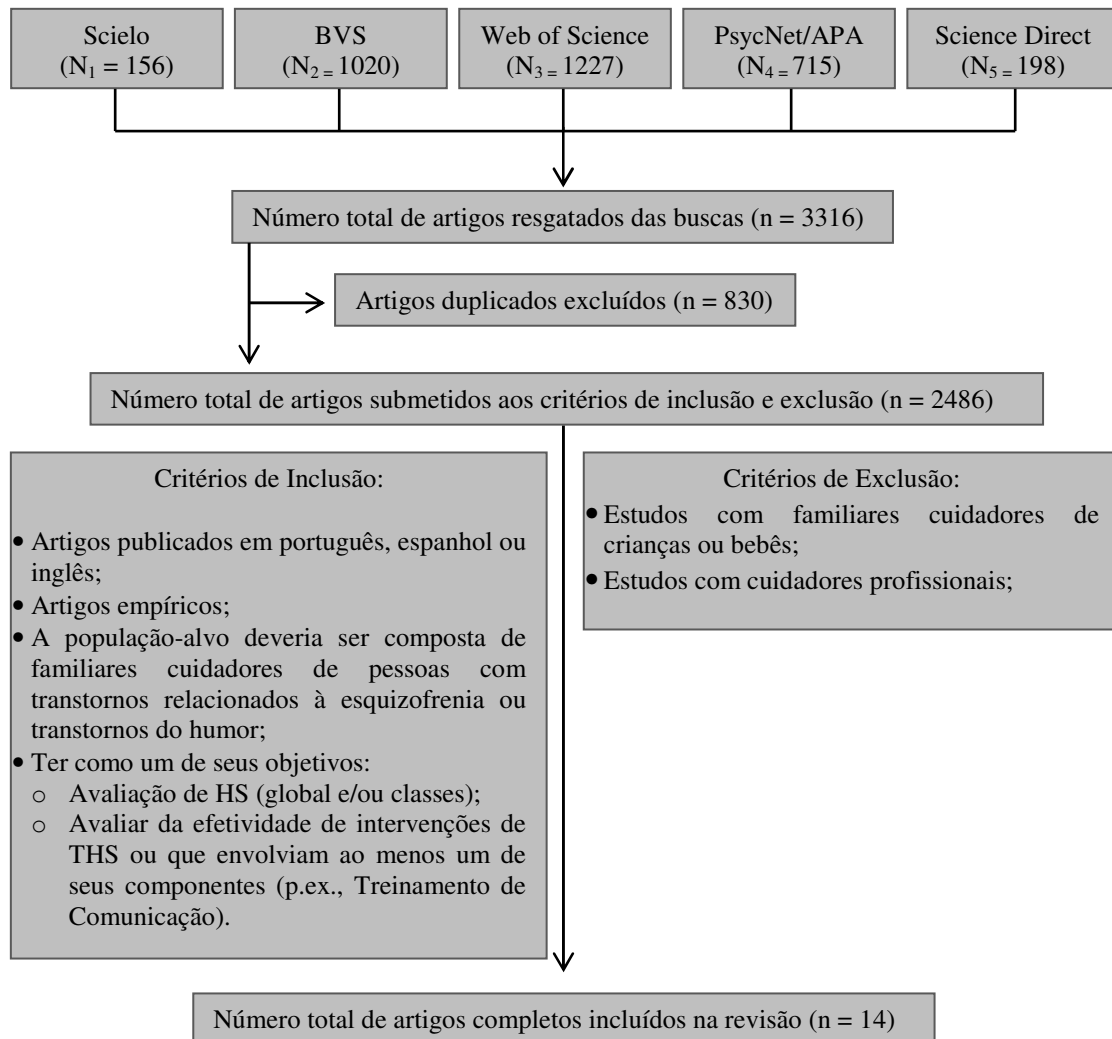 Scielo
(N1 = 156)
BVS
(N2 = 1020)
Web of Science
(N3 = 1227)
PsycNet/APA
(N4 = 715)
Science Direct
(N5 = 198)
Número total de artigos resgatados das buscas (n = 3316)
Artigos duplicados excluídos (n = 830)
Número total de artigos submetidos aos critérios de inclusão e exclusão (n = 2486)
Critérios de Inclusão:
• Artigos publicados em português, espanhol ou
inglês;
• Artigos empíricos;
• A população-alvo deveria ser composta de
familiares cuidadores de pessoas com
transtornos relacionados à esquizofrenia ou
transtornos do humor;
• Ter como um de seus objetivos:
o Avaliação de HS (global e/ou classes);
o Avaliar da efetividade de intervenções de
THS ou que envolviam ao menos um de
seus componentes (p.ex., Treinamento de
Comunicação).
Critérios de Exclusão:
• Estudos com familiares cuidadores de
crianças ou bebês;
• Estudos com cuidadores profissionais;
Número total de artigos completos incluídos na revisão (n = 14)